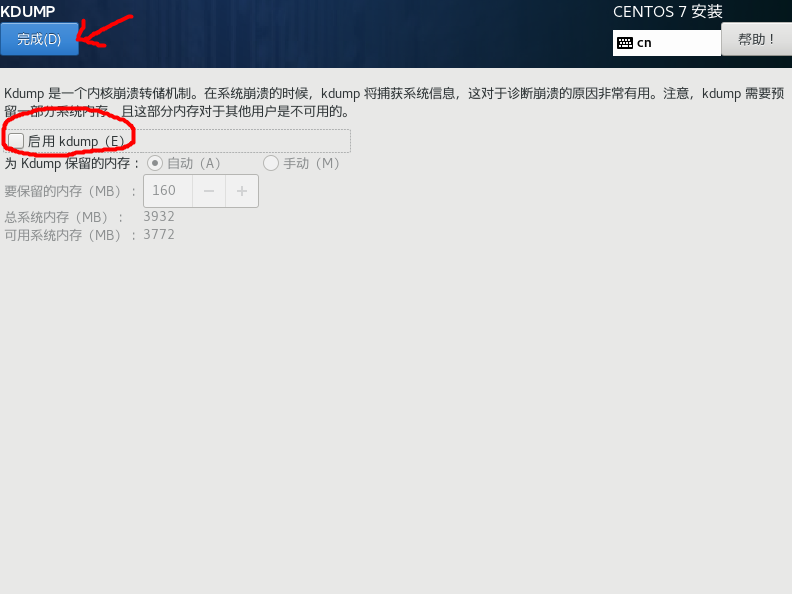 KDUMP
CENTOS 7 安装
完成(D)
cn
帮助！
Kdump 是一个内核崩溃转储机制。在系统崩溃的时候，kdump 将捕获系统信息，这对于诊断崩溃的原因非常有用。注意，kdump 需要预
留一部分系统内存，且这部分内存对于其他用户是不可用的。
启用 kdump（E）
为 Kdump 保留的内存： 自动（A） 手动（M）
要保留的内存（MB）： 160 − +
总系统内存（MB）： 3932
可用系统内存（MB）： 3772